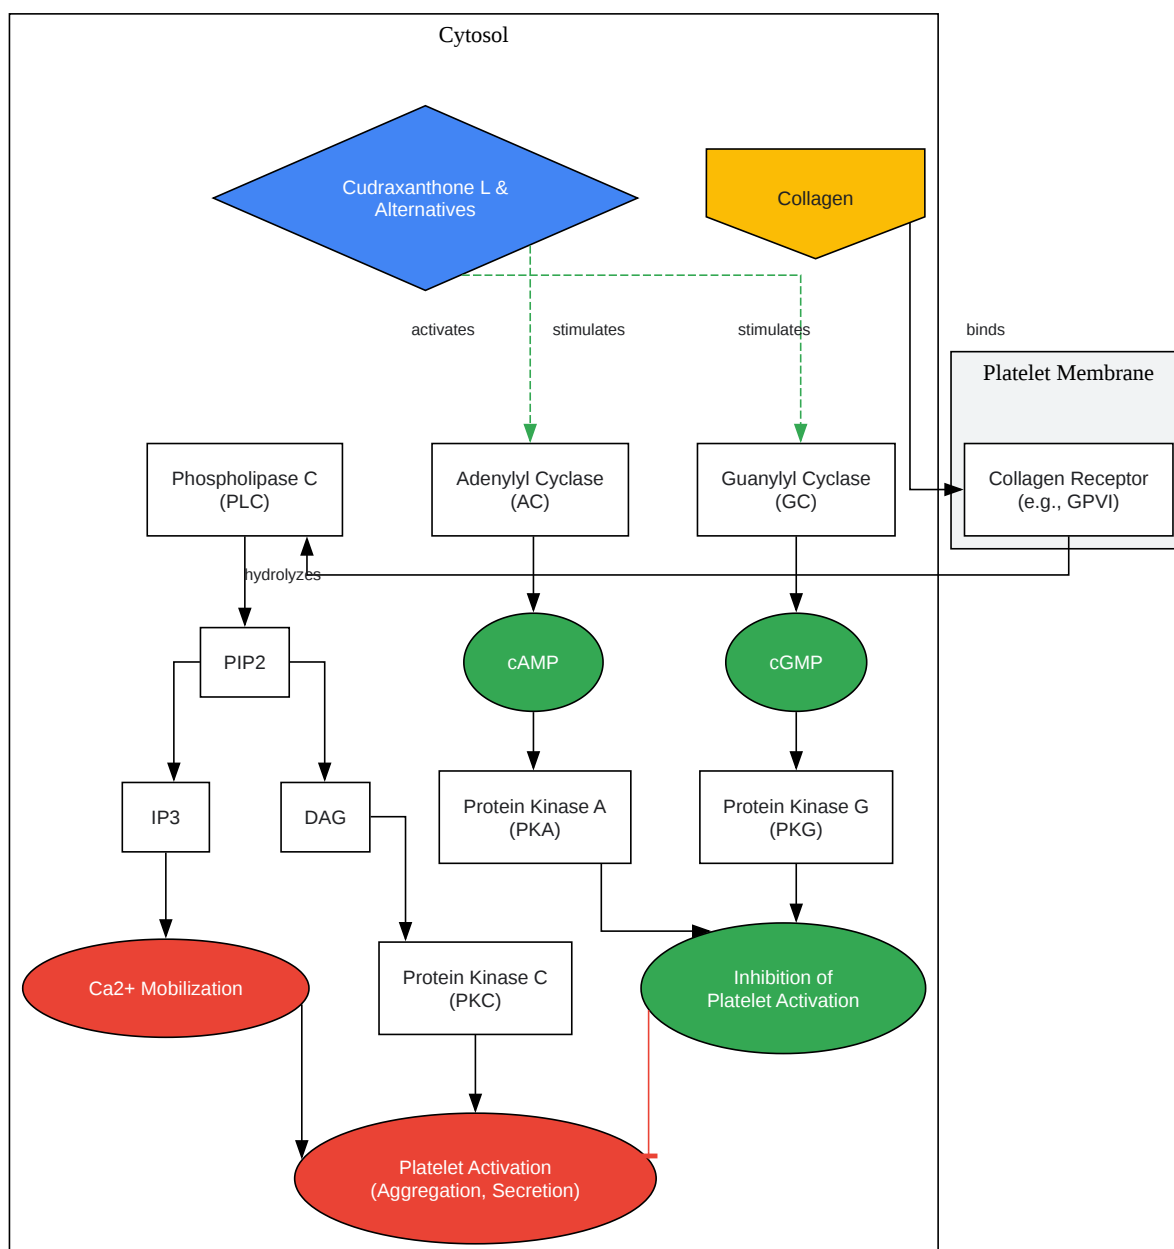 Cytosol
Cudraxanthone L &
Alternatives
Collagen
activates
stimulates
stimulates
binds
Platelet Membrane
Phospholipase C
(PLC)
Adenylyl Cyclase
(AC)
Guanylyl Cyclase
(GC)
Collagen Receptor
(e.g., GPVI)
hydrolyzes
PIP2
cAMP
cGMP
IP3
DAG
Protein Kinase A
(PKA)
Protein Kinase G
(PKG)
Ca2+ Mobilization
Protein Kinase C
(PKC)
Inhibition of
Platelet Activation
Platelet Activation
(Aggregation, Secretion)